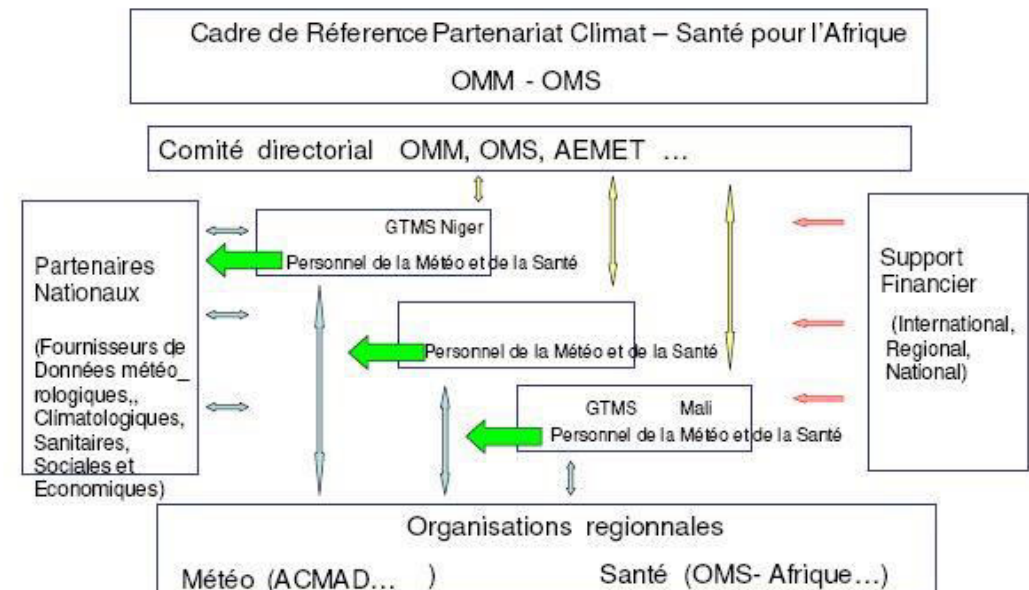 Cadre de Réference Partenariat Climat – Santé pour l'Afrique
OMM - OMS
Comité directorial OMM, OMS, AEMET ...
Partenaires
Nationaux
(Fournisseurs de
Données météo_
rologiques,,
Climatologiques,
Sanitaires,
Sociales et
Economiques)
GTMS Niger
Personnel de la Météo et de la Santé
Personnel de la Météo et de la Santé
GTMS Mali
Personnel de la Météo et de la Santé
Support
Financier
(International,
Regional,
National)
Organisations regionnales
Météo (ACMAD... )
Santé (OMS- Afrique...)